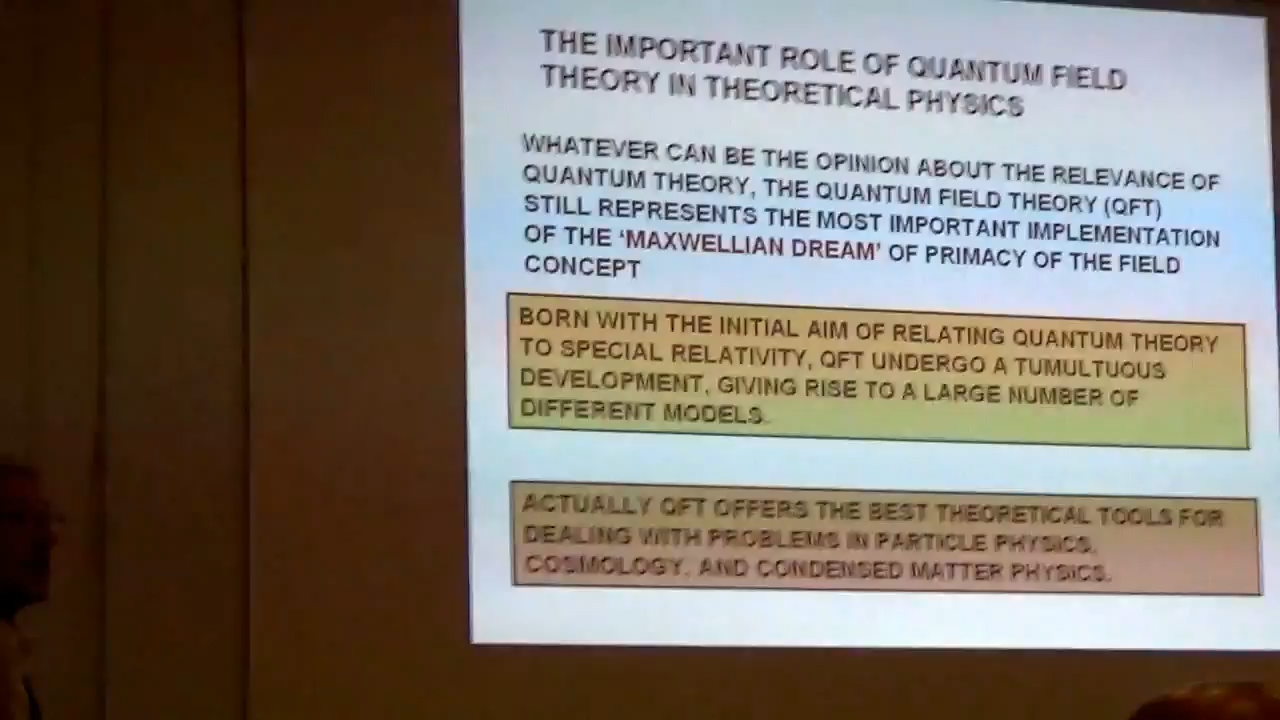 THE IMPORTANT ROLE OF QUANTUM FIELD
THEORY IN THEORETICAL PHYSICS
WHATEVER CAN BE THE OPINION ABOUT THE RELEVANCE OF
QUANTUM THEORY, THE QUANTUM FIELD THEORY (QFT)
STILL REPRESENTS THE MOST IMPORTANT IMPLEMENTATION
OF THE ‘MAXWELLIAN DREAM’ OF PRIMACY OF THE FIELD
CONCEPT
BORN WITH THE INITIAL AIM OF RELATING QUANTUM THEORY
TO SPECIAL RELATIVITY, QFT UNDERGO A TUMULTUOUS
DEVELOPMENT, GIVING RISE TO A LARGE NUMBER OF
DIFFERENT MODELS.
ACTUALLY QFT OFFERS THE BEST THEORETICAL TOOLS FOR
DEALING WITH PROBLEMS IN PARTICLE PHYSICS,
COSMOLOGY, AND CONDENSED MATTER PHYSICS.